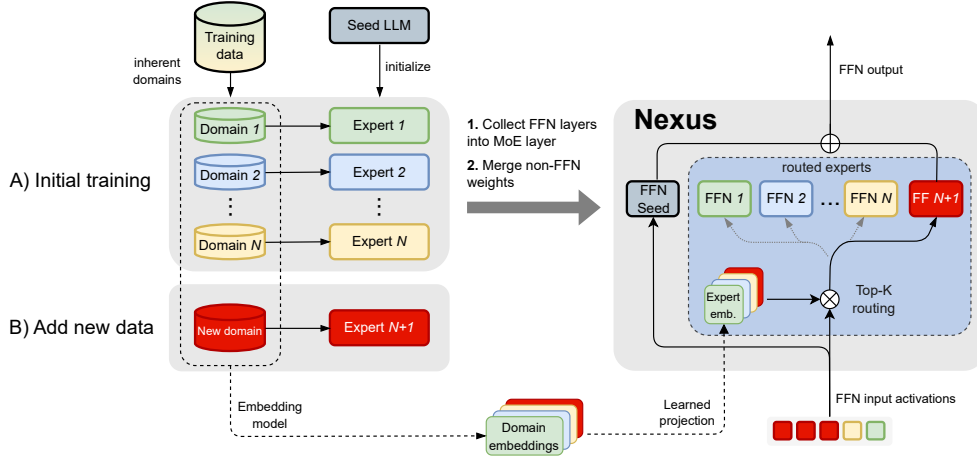 Training
data
Seed LLM
inherent
domains
initialize
A) Initial training
Domain 1
Expert 1
Domain 2
Expert 2
Domain N
Expert N
B) Add new data
New domain
Expert N+1
1. Collect FFN layers
into MoE layer
2. Merge non-FFN
weights
Embedding
model
Domain
embeddings
Learned
projection
FFN output
Nexus
routed experts
FFN
Seed
FFN 1
FFN 2
...
FFN N
FF N+1
Expert
emb.
Top-K
routing
FFN input activations